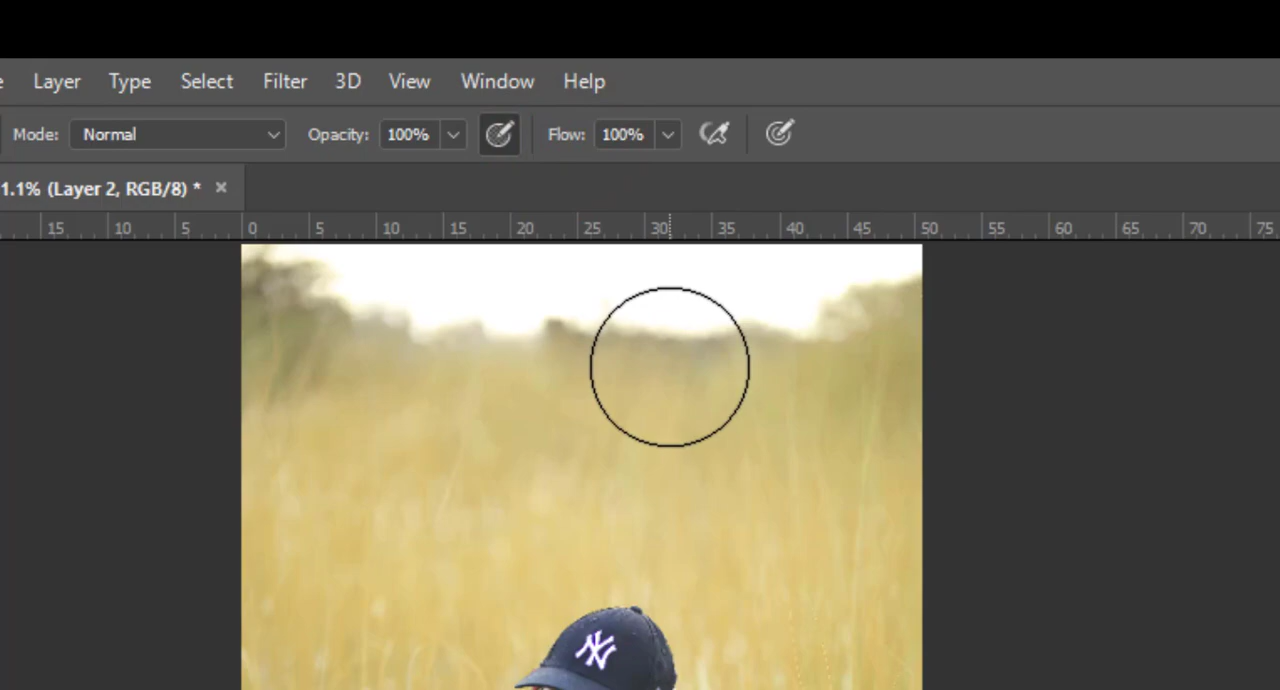 Layer Type Select Filter 3D View Window Help
Mode: Normal Opacity: 100% Flow: 100%
1.1% (Layer 2, RGB/8) * ×
15 10 5 0 5 10 15 20 25 30 35 40 45 50 55 60 65 70 75
NY